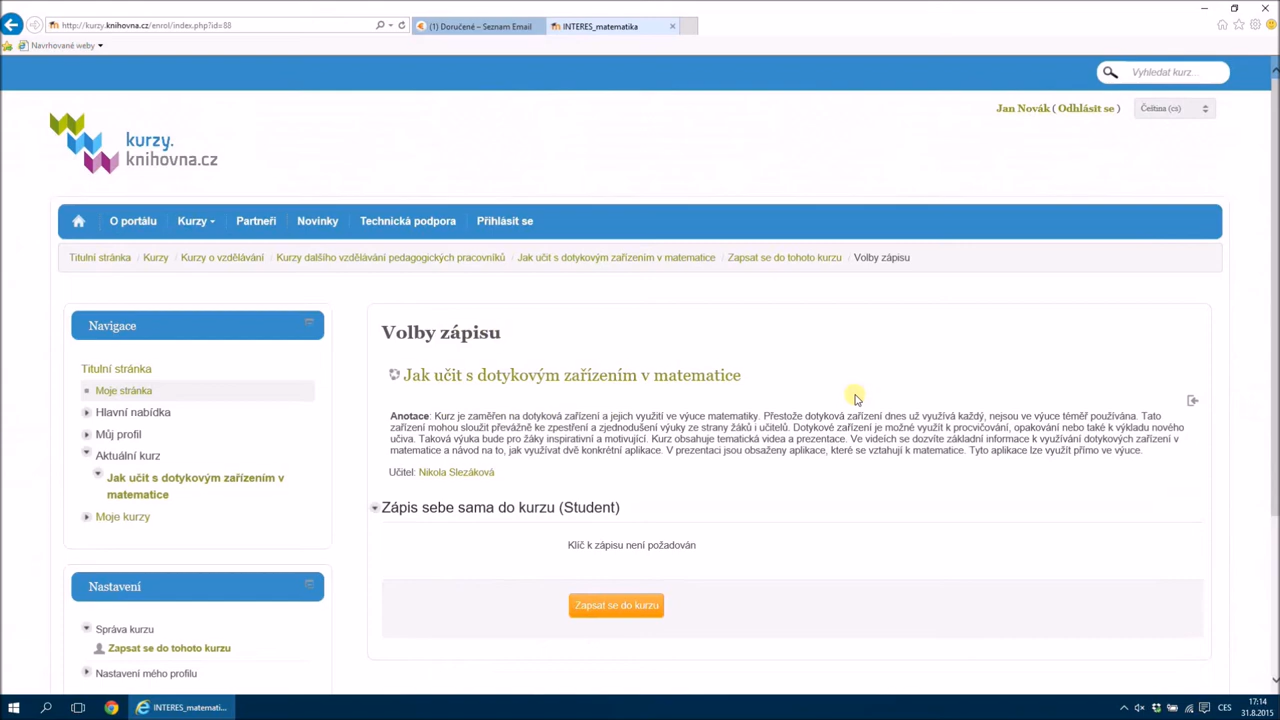 http://kurzy.knihovna.cz/enrol/index.php?id=88
(1) Doručené – Seznam Email
INTERES_matematika
Navrhované weby
Vyhledat kurz...
Jan Novák ( Odhlásit se )
Čeština (cs)
kurzy.
knihovna.cz
O portálu
Kurzy
Partneři
Novinky
Technická podpora
Přihlásit se
Titulní stránka / Kurzy / Kurzy o vzdělávání / Kurzy dalšího vzdělávání pedagogických pracovníků / Jak učit s dotykovým zařízením v matematice / Zapsat se do tohoto kurzu / Volby zápisu
Navigace
Titulní stránka
Moje stránka
Hlavní nabídka
Můj profil
Aktuální kurz
Jak učit s dotykovým zařízením v
matematice
Moje kurzy
Nastavení
Správa kurzu
Zapsat se do tohoto kurzu
Nastavení mého profilu
Volby zápisu
Jak učit s dotykovým zařízením v matematice
Anotace: Kurz je zaměřen na dotyková zařízení a jejich využití ve výuce matematiky. Přestože dotyková zařízení dnes už využívá každý, nejsou ve výuce téměř používána. Tato
zařízení mohou sloužit převážně ke zpestření a zjednodušení výuky ze strany žáků i učitelů. Dotykové zařízení je možné využít k procvičování, opakování nebo také k výkladu nového
učiva. Taková výuka bude pro žáky inspirativní a motivující. Kurz obsahuje tematická videa a prezentace. Ve videích se dozvíte základní informace k využívání dotykových zařízení v
matematice a návod na to, jak využívat dvě konkrétní aplikace. V prezentaci jsou obsaženy aplikace, které se vztahují k matematice. Tyto aplikace lze využít přímo ve výuce.
Učitel: Nikola Slezáková
Zápis sebe sama do kurzu (Student)
Klíč k zápisu není požadován
Zapsat se do kurzu
INTERES_matemati...
CES
17:14
31.8.2015